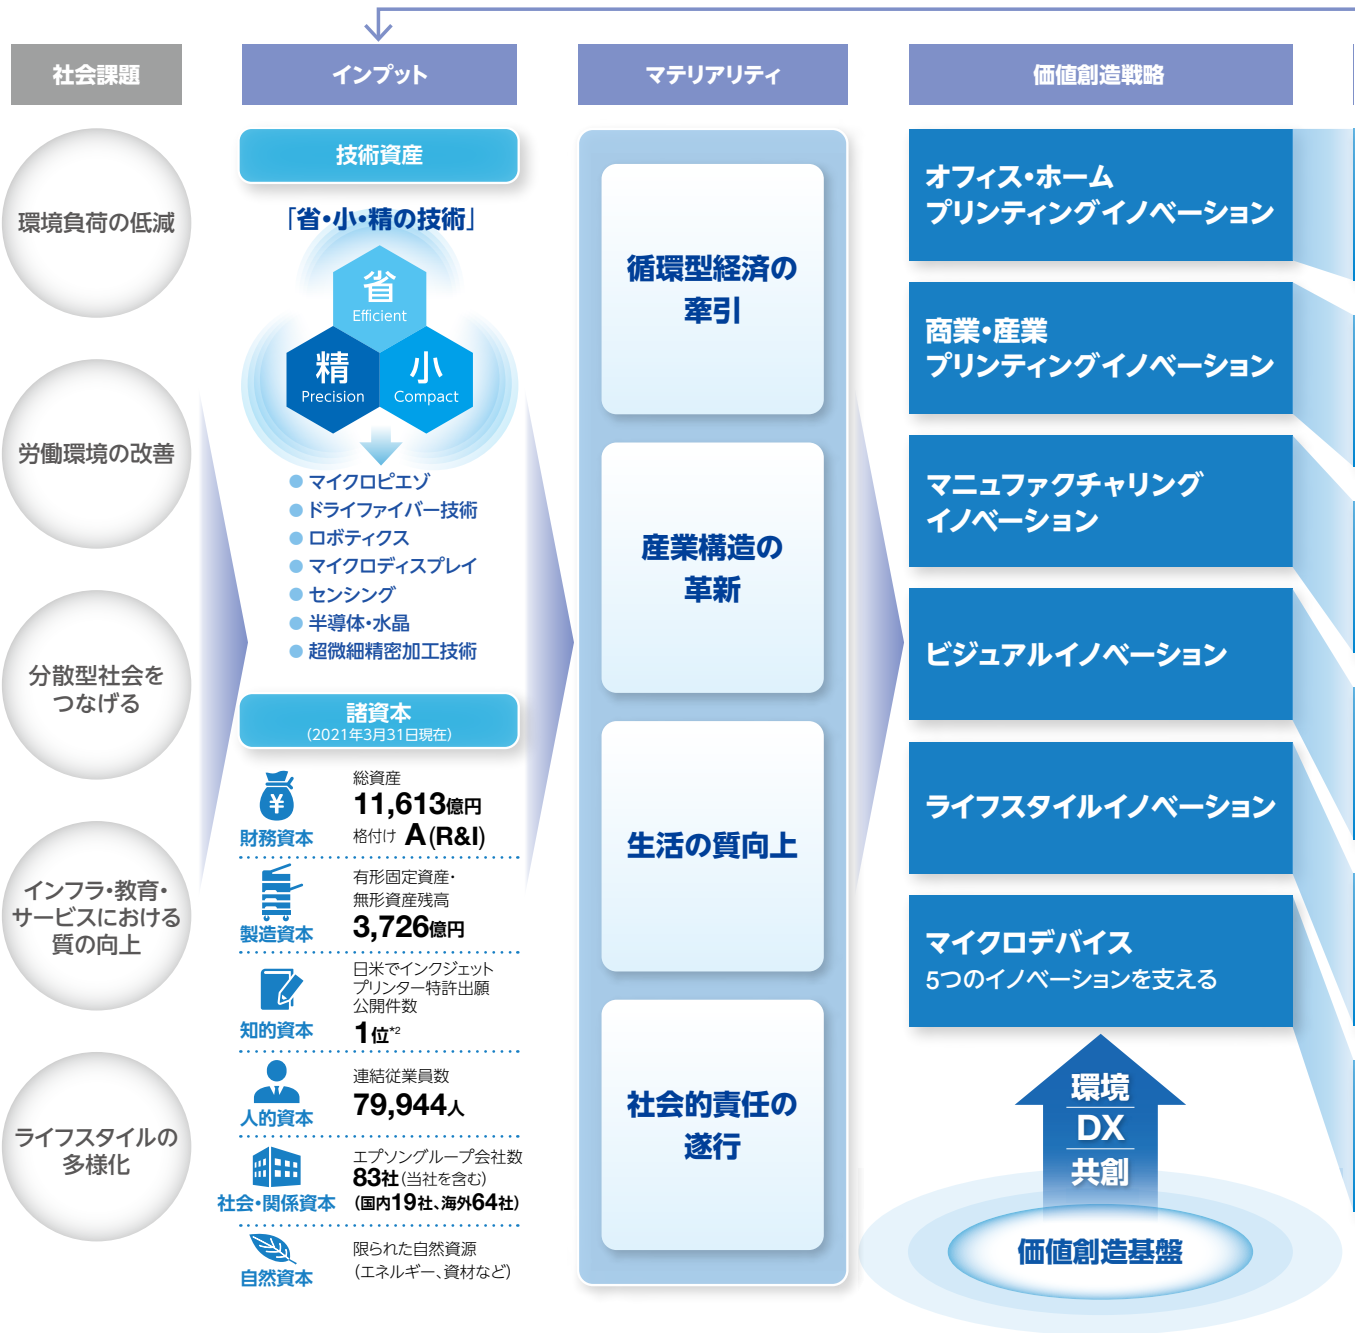 社会課題
環境負荷の低減
労働環境の改善
分散型社会を
つなげる
インフラ・教育・
サービスにおける
質の向上
ライフスタイルの
多様化
インプット
技術資産
「省・小・精の技術」
省
Efficient
精
Precision
小
Compact
● マイクロピエゾ
● ドライファイバー技術
● ロボティクス
● マイクロディスプレイ
● センシング
● 半導体・水晶
● 超微細精密加工技術
諸資本
(2021年3月31日現在)
¥
財務資本
総資産
11,613億円
格付け A(R&I)
製造資本
有形固定資産・
無形資産残高
3,726億円
知的資本
日米でインクジェット
プリンター特許出願
公開件数
1位*2
人的資本
連結従業員数
79,944人
社会・関係資本
エプソングループ会社数
83社(当社を含む)
(国内19社、海外64社)
自然資本
限られた自然資源
(エネルギー、資材など)
マテリアリティ
循環型経済の
牽引
産業構造の
革新
生活の質向上
社会的責任の
遂行
価値創造戦略
オフィス・ホーム
プリンティングイノベーション
商業・産業
プリンティングイノベーション
マニュファクチャリング
イノベーション
ビジュアルイノベーション
ライフスタイルイノベーション
マイクロデバイス
5つのイノベーションを支える
環境
DX
共創
価値創造基盤